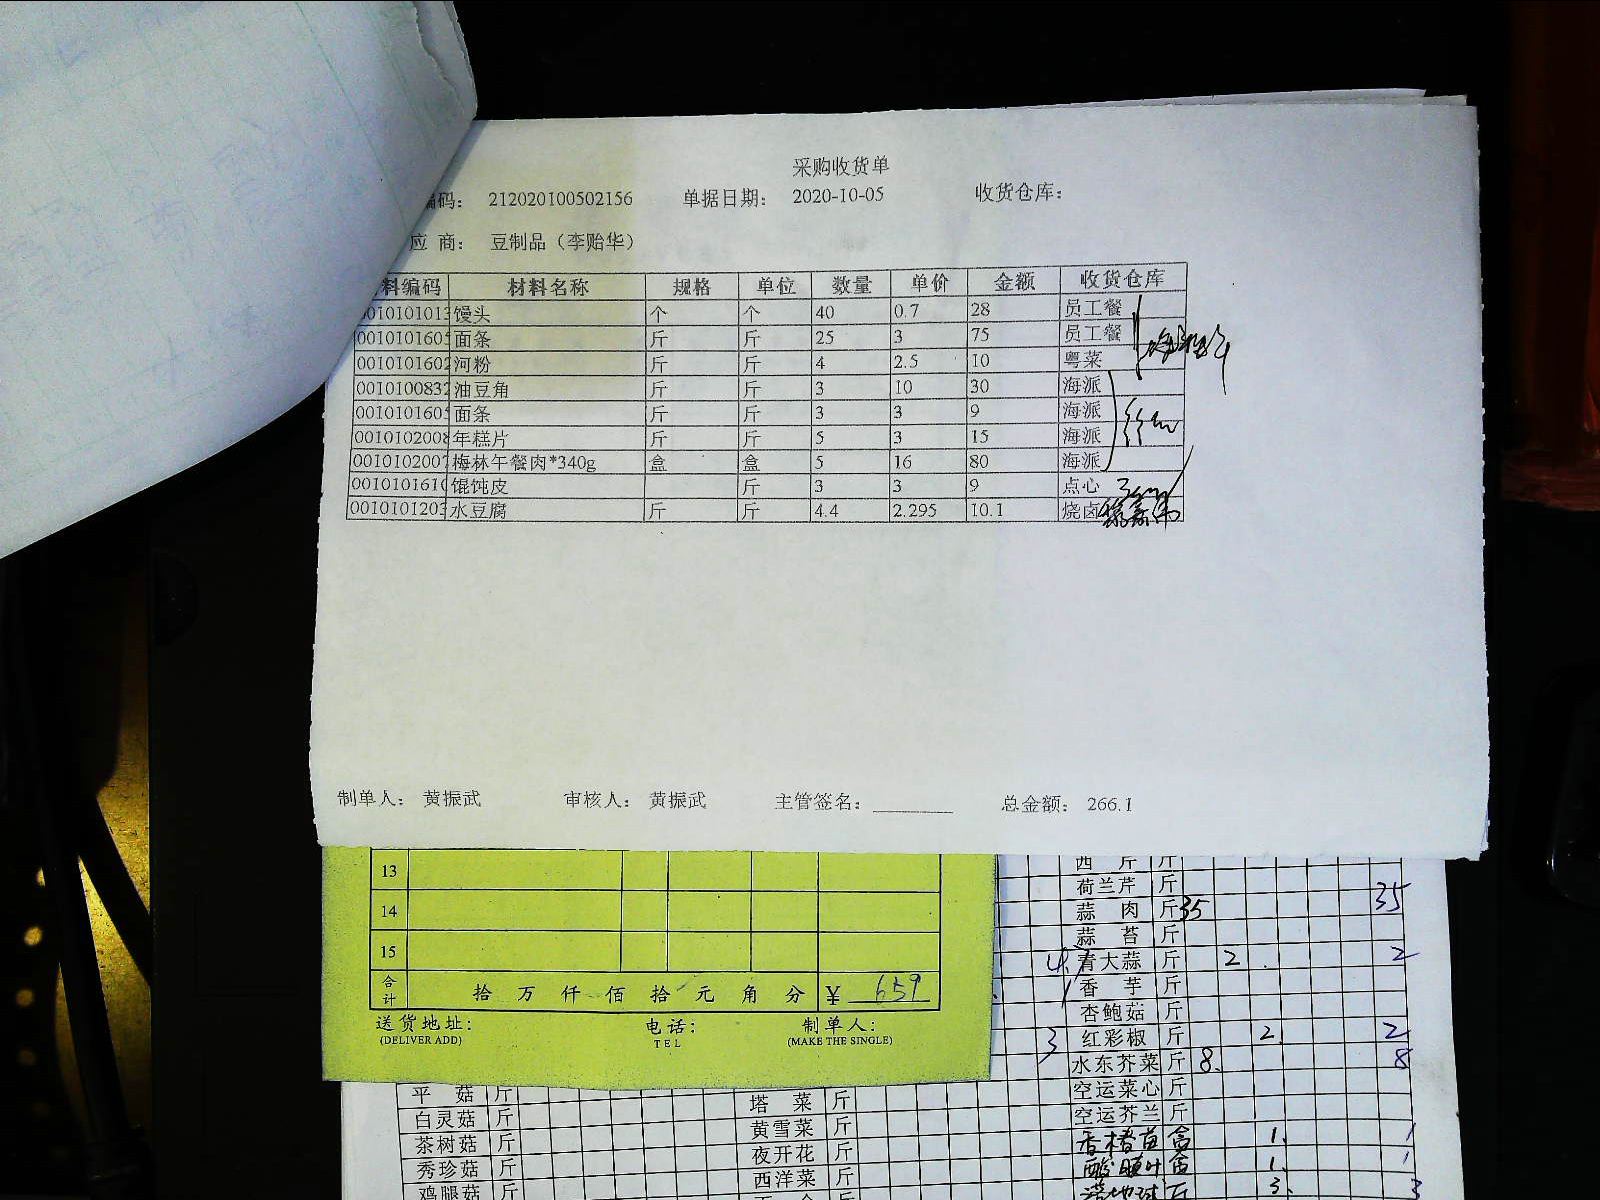 采购收货单
编码: 212020100502156 单据日期: 2020-10-05 收货仓库:
应 商: 豆制品（李贻华）
料编码 材料名称 规格 单位 数量 单价 金额 收货仓库
0010101013 馒头 个 个 40 0.7 28 员工餐
0010101605 面条 斤 斤 25 3 75 员工餐
0010101602 河粉 斤 斤 4 2.5 10 粤菜
0010100832 油豆角 斤 斤 3 10 30 海派
0010101605 面条 斤 斤 3 3 9 海派
0010102008 年糕片 斤 斤 5 3 15 海派
0010102007 梅林午餐肉*340g 盒 盒 5 16 80 海派
0010101610 馄饨皮 斤 3 3 9 点心
0010101203 水豆腐 斤 斤 4.4 2.295 10.1 烧卤
制单人: 黄振武 审核人: 黄振武 主管签名: 总金额: 266.1
13
14
15
合计 拾 万 仟 佰 拾 元 角 分 ¥ 659
送货地址: 电话: 制单人:
(DELIVER ADD) TEL (MAKE THE SINGLE)
西 芹 斤
荷兰芹 斤
蒜 肉 斤 35 35
蒜 苔 斤
青大蒜 斤 2 2
香 芋 斤
杏鲍菇 斤
3 红彩椒 斤 2 2
水东芥菜 斤 8 8
空运菜心 斤
空运芥兰 斤
平 菇 斤 塔 菜 斤
白灵菇 斤 黄雪菜 斤
茶树菇 斤 夜开花 斤
秀珍菇 斤 西洋菜 斤
鸡腿菇 斤